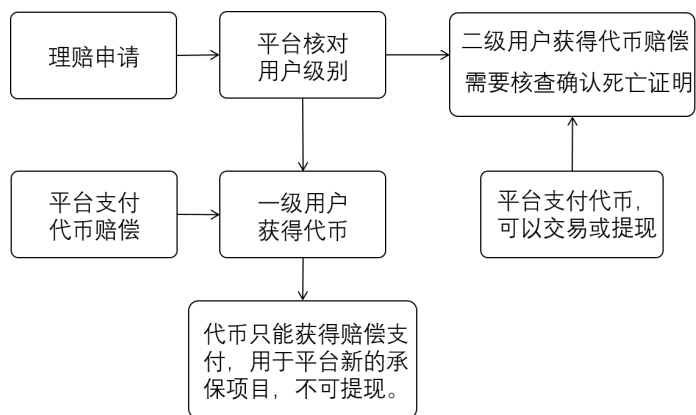 理赔申请
平台核对
用户级别
二级用户获得代币赔偿
需要核查确认死亡证明
平台支付
代币赔偿
一级用户
获得代币
平台支付代币，
可以交易或提现
代币只能获得赔偿支
付，用于平台新的承
保项目，不可提现。